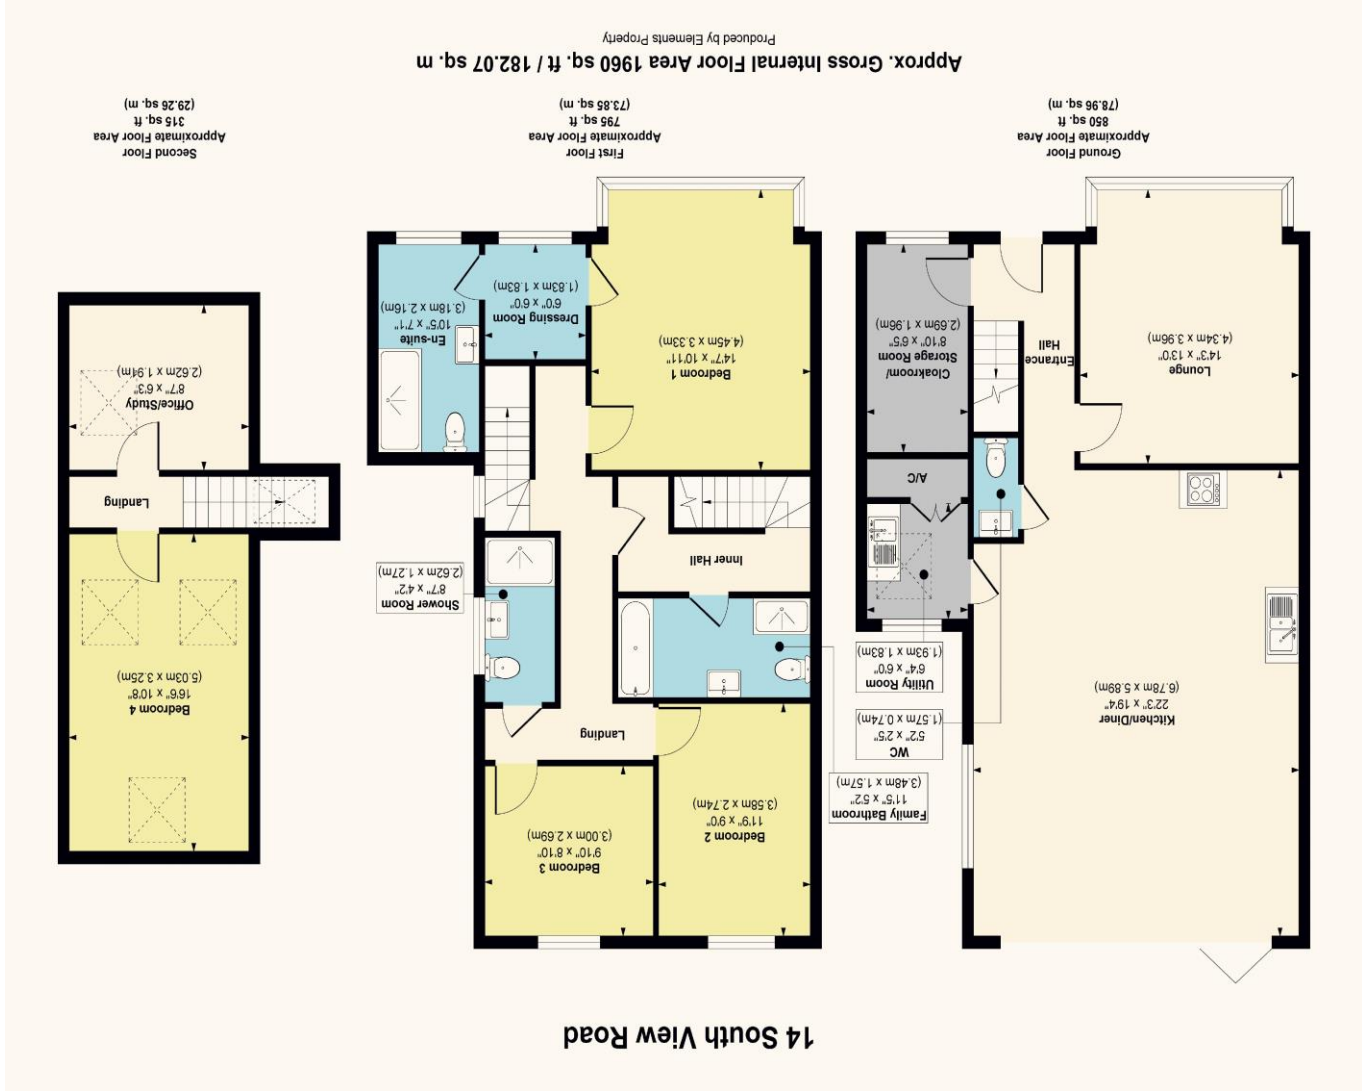 14 South View Road
Kitchen/Diner
22'3" x 19'4"
(6.78m x 5.89m)
Lounge
14'3" x 13'0"
(4.34m x 3.96m)
Entrance
Hall
Cloakroom/
Storage Room
8'10" x 6'5"
(2.69m x 1.96m)
A/C
Utility Room
6'4" x 6'0"
(1.93m x 1.83m)
WC
5'2" x 2'5"
(1.57m x 0.74m)
Family Bathroom
11'5" x 5'2"
(3.48m x 1.57m)
Bedroom 2
11'9" x 9'0"
(3.58m x 2.74m)
Bedroom 3
9'10" x 8'10"
(3.00m x 2.69m)
Landing
Inner Hall
Shower Room
8'7" x 4'2"
(2.62m x 1.27m)
Bedroom 1
14'7" x 10'11"
(4.45m x 3.33m)
Dressing Room
6'0" x 6'0"
(1.83m x 1.83m)
En-suite
10'5" x 7'1"
(3.18m x 2.16m)
Bedroom 4
16'6" x 10'8
(5.03m x 3.25m)
Landing
Office/Study
8'7" x 6'3"
(2.62m x 1.91m)
Ground Floor
Approximate Floor Area
850 sq. ft
(78.96 sq. m)
First Floor
Approximate Floor Area
795 sq. ft
(73.85 sq. m)
Second Floor
Approximate Floor Area
315 sq. ft
(29.26 sq. m)
Approx. Gross Internal Floor Area 1960 sq. ft / 182.07 sq. m
Produced by Elements Property